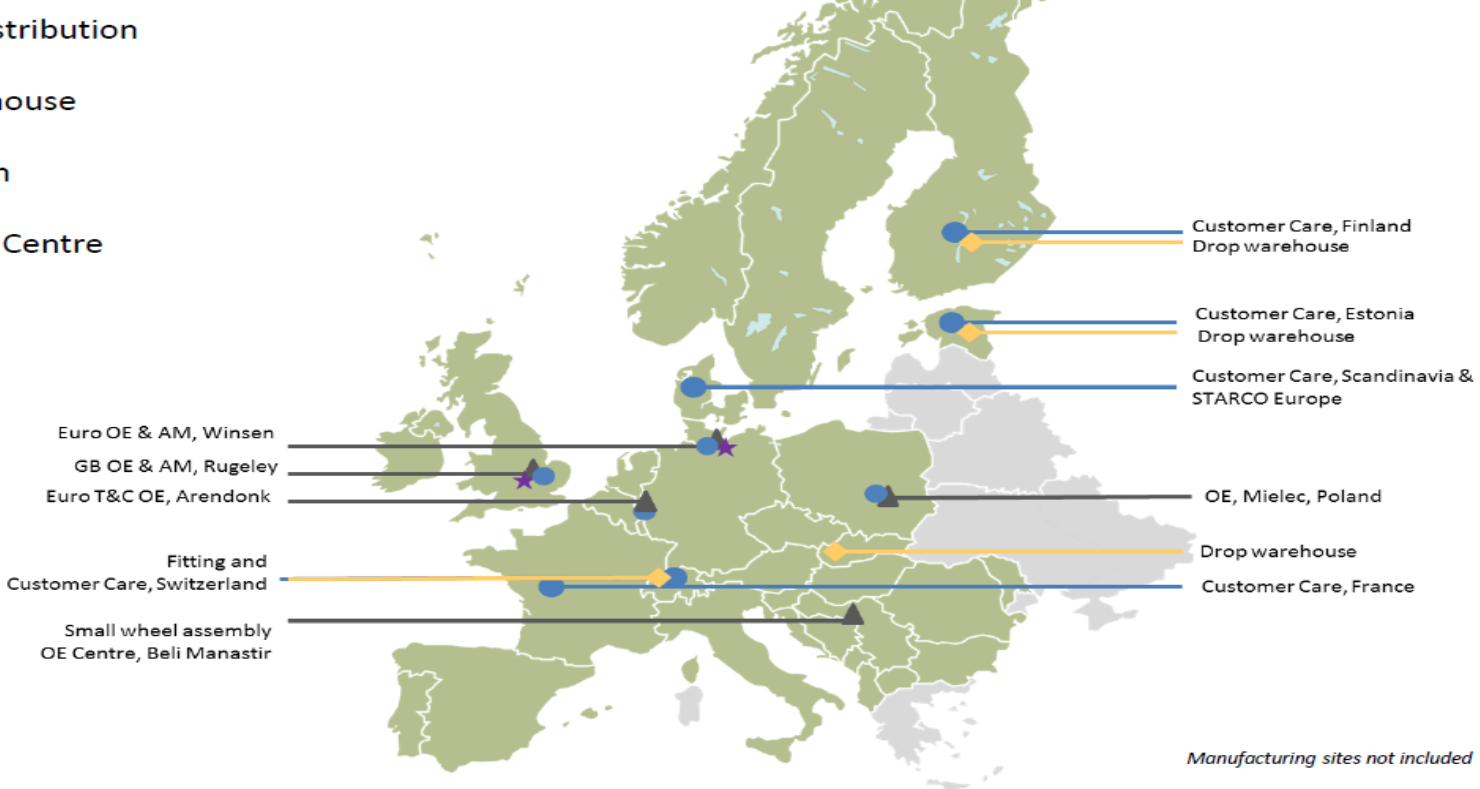 stribution
ouse
n
Centre
Customer Care, Finland
Drop warehouse
Customer Care, Estonia
Drop warehouse
Customer Care, Scandinavia &
STARCO Europe
Euro OE & AM, Winsen
GB OE & AM, Rugeley
Euro T&C OE, Arendonk
OE, Mielec, Poland
Drop warehouse
Fitting and
Customer Care, Switzerland
Customer Care, France
Small wheel assembly
OE Centre, Beli Manastir
Manufacturing sites not included